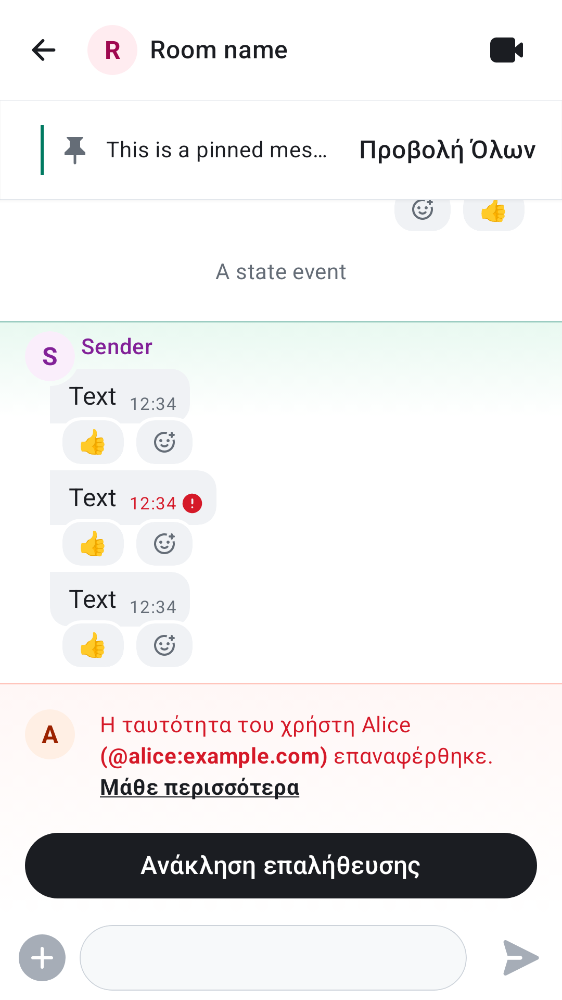 R Room name
This is a pinned mes... Προβολή Όλων
A state event
S Sender
Text 12:34
Text 12:34
Text 12:34
A Η ταυτότητα του χρήστη Alice
(@alice:example.com) επαναφέρθηκε.
Μάθε περισσότερα
Ανάκληση επαλήθευσης